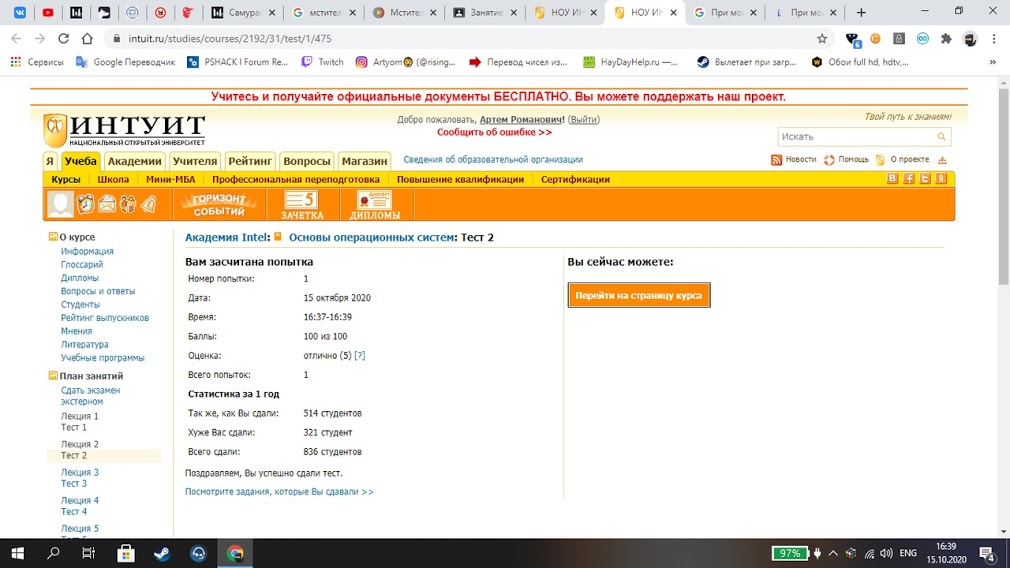 Самура
мстител
Мстител
Занятие
НОУ ИН
НОУ ИН
При мо
При мо
intuit.ru/studies/courses/2192/31/test/1/475
6
Сервисы
Google Переводчик
PSHACK I Forum Re...
Twitch
Artyom (@rising...
Перевод чисел из...
HayDayHelp.ru —...
Вылетает при загр...
Обои full hd, hdtv,...
»
Учитесь и получайте официальные документы БЕСПЛАТНО. Вы можете поддержать наш проект.
ИНТУИТ
НАЦИОНАЛЬНЫЙ ОТКРЫТЫЙ УНИВЕРСИТЕТ
Добро пожаловать, Артем Романович! (Выйти)
Сообщить об ошибке >>
Твой путь к знаниям!
Искать
Я
Учеба
Академии
Учителя
Рейтинг
Вопросы
Магазин
Сведения об образовательной организации
Новости
Помощь
О проекте
Курсы
Школа
Мини-МБА
Профессиональная переподготовка
Повышение квалификации
Сертификации
ГОРИЗОНТ
СОБЫТИЙ
5
ЗАЧЕТКА
ДИПЛОМЫ
О курсе
Информация
Глоссарий
Дипломы
Вопросы и ответы
Студенты
Рейтинг выпускников
Мнения
Литература
Учебные программы
План занятий
Сдать экзамен
экстерном
Лекция 1
Тест 1
Лекция 2
Тест 2
Лекция 3
Тест 3
Лекция 4
Тест 4
Лекция 5
Академия Intel: Основы операционных систем: Тест 2
Вам засчитана попытка
Номер попытки: 1
Дата: 15 октября 2020
Время: 16:37-16:39
Баллы: 100 из 100
Оценка: отлично (5) [?]
Всего попыток: 1
Статистика за 1 год
Так же, как Вы сдали: 514 студентов
Хуже Вас сдали: 321 студент
Всего сдали: 836 студентов
Поздравляем, Вы успешно сдали тест.
Посмотрите задания, которые Вы сдавали >>
Вы сейчас можете:
Перейти на страницу курса
97%
ENG
16:39
15.10.2020
4